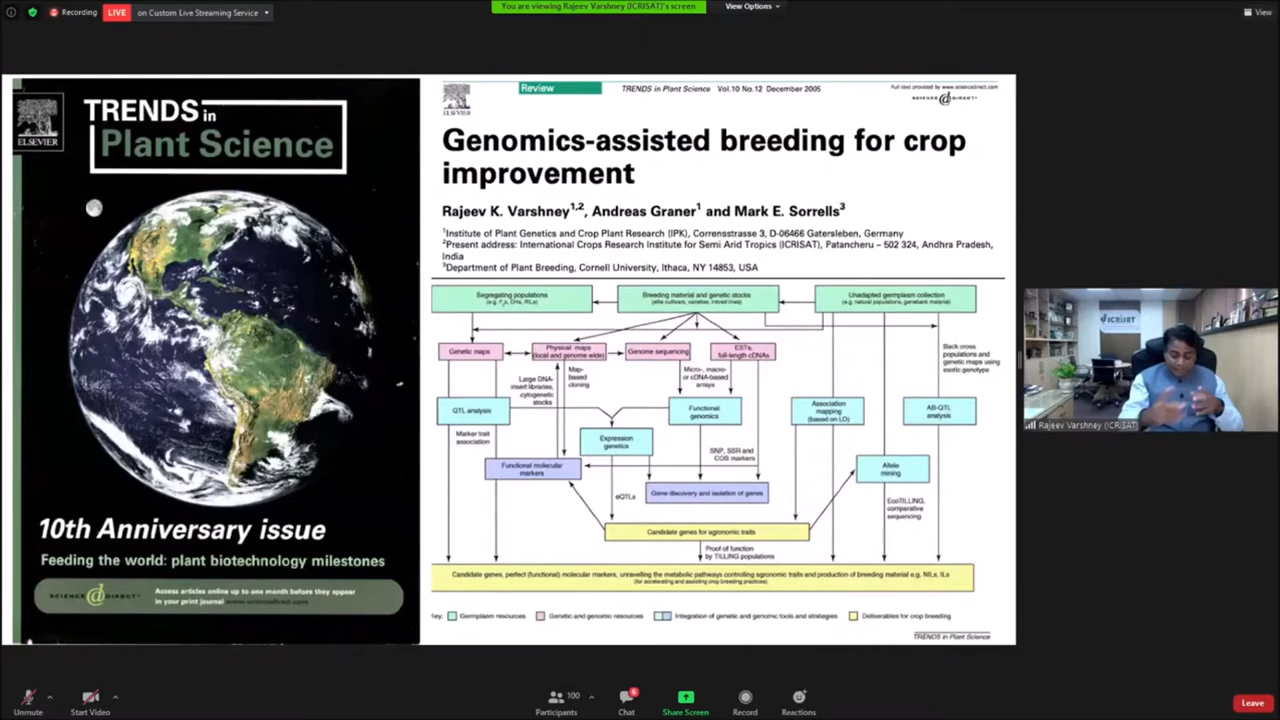 Recording
LIVE
on Custom Live Streaming Service
You are viewing Rajeev Varshney (ICRISAT)'s screen
View Options
View
ELSEVIER
TRENDS in
Plant Science
10th Anniversary issue
Feeding the world: plant biotechnology milestones
SCIENCE @ DIRECT®
Access articles online up to one month before they appear
in your print journal www.sciencedirect.com
ELSEVIER
Review
TRENDS in Plant Science Vol.10 No.12 December 2005
Full text provided by www.sciencedirect.com
SCIENCE @ DIRECT®
Genomics-assisted breeding for crop
improvement
Rajeev K. Varshney1,2, Andreas Graner1 and Mark E. Sorrells3
1Institute of Plant Genetics and Crop Plant Research (IPK), Corrensstrasse 3, D-06466 Gatersleben, Germany
2Present address: International Crops Research Institute for Semi Arid Tropics (ICRISAT), Patancheru – 502 324, Andhra Pradesh,
India
3Department of Plant Breeding, Cornell University, Ithaca, NY 14853, USA
Segregating populations
(e.g. F2s, DHs, RILs)
Breeding material and genetic stocks
(elite cultivars, varieties, inbred lines)
Unadapted germplasm collection
(e.g. natural populations, genebank material)
Genetic maps
Physical maps
(local and genome wide)
Genome sequencing
ESTs,
full-length cDNAs
Back cross
populations and
genetic maps using
exotic genotype
Large DNA-
insert libraries,
cytogenetic
stocks
Map-
based
cloning
Micro-, macro-
or cDNA-based
arrays
QTL analysis
Functional
genomics
Association
mapping
(based on LD)
AB-QTL
analysis
Marker trait
association
Expression
genetics
SNP, SSR and
COS markers
Functional molecular
markers
Allele
mining
eQTLs
Gene discovery and isolation of genes
EcoTILLING,
comparative
sequencing
Candidate genes for agronomic traits
Proof of function
by TILLING populations
Candidate genes, perfect (functional) molecular markers, unravelling the metabolic pathways controlling agronomic traits and production of breeding material e.g. NILs, ILs
(for accelerating and assisting crop breeding practices)
Key: Germplasm resources Genetic and genomic resources Integration of genetic and genomic tools and strategies Deliverables for crop breeding
TRENDS in Plant Science
ICRISAT
Rajeev Varshney (ICRISAT)
Unmute
Start Video
100
Participants
6
Chat
Share Screen
Record
Reactions
Leave